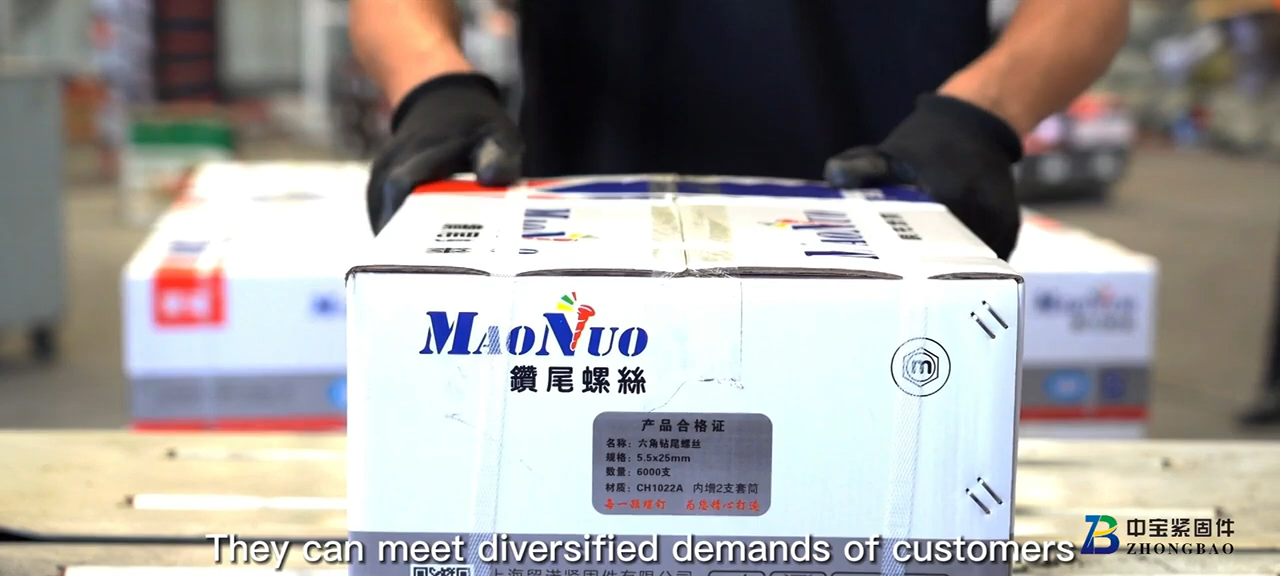 MAONUO
MAONUO
MAONUO
鑽尾螺絲
m
产品合格证
名称：六角钻尾螺丝
规格：5.5x25mm
数量：6000支
材质：CH1022A 内增2支套筒
每一颗螺钉 为您精心打造
MAONUO
They can meet diversified demands of customers
中宝紧固件
ZHONGBAO